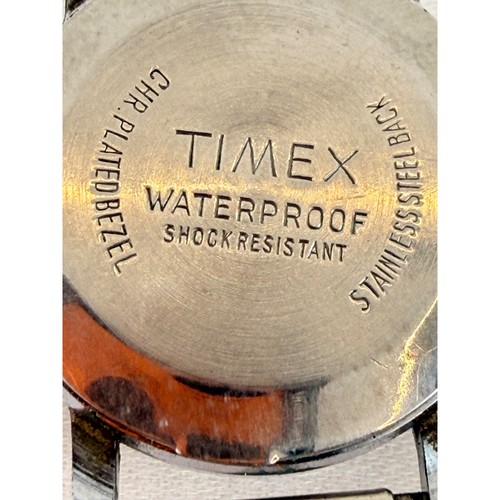 TIMEX
WATERPROOF
SHOCK RESISTANT
CHR. PLATED BEZEL
STAINLESS STEEL BACK